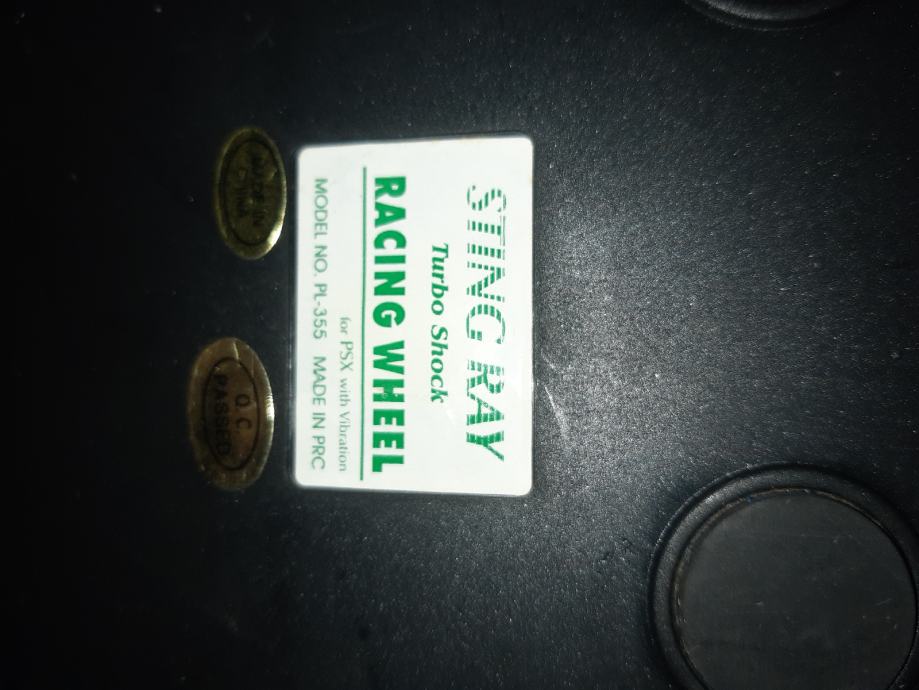 STING RAY
Turbo Shock
RACING WHEEL
for PSX with Vibration
MODEL NO. PL-355 MADE IN PRC
MADE IN
CHINA
Q.C.
PASSED